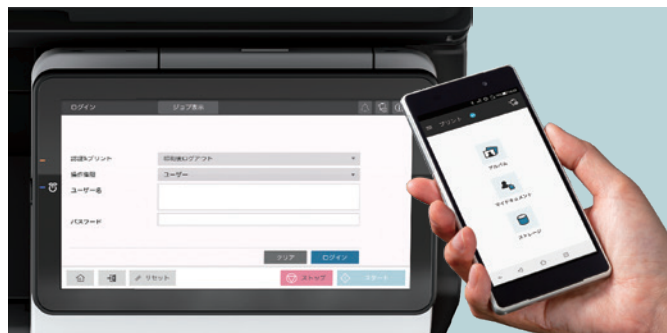 ログイン
ジョブ表示
認証&プリント
印刷後ログアウト
操作権限
ユーザー
ユーザー名
パスワード
クリア
ログイン
リセット
ストップ
スタート
プリント
アルバム
マイドキュメント
ストレージ